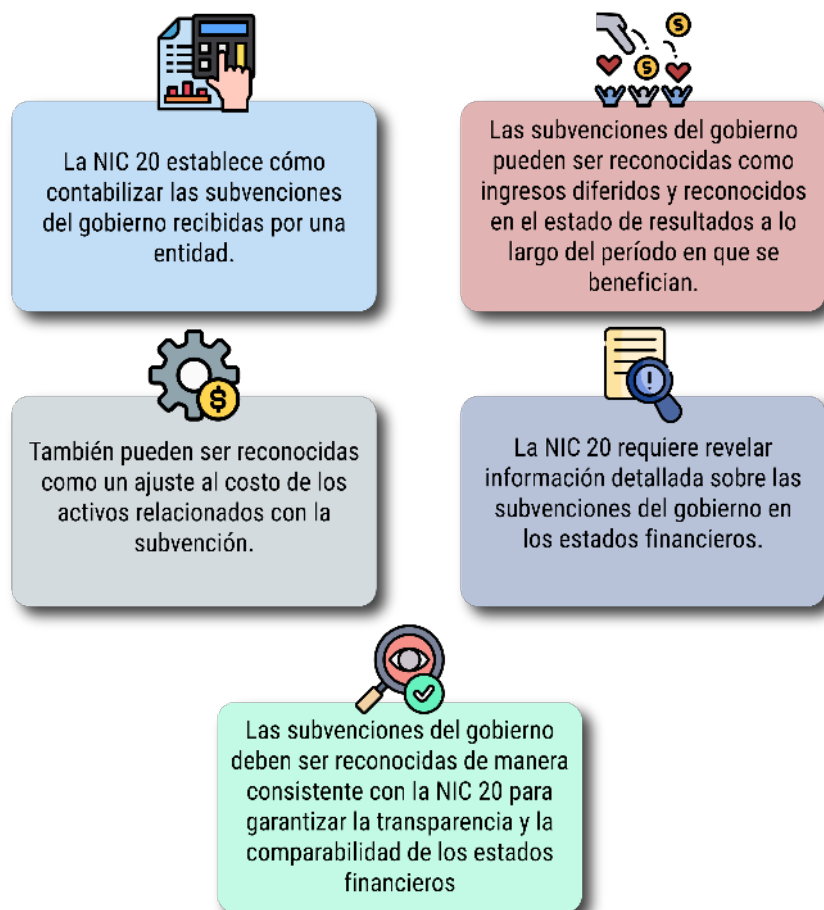 La NIC 20 establece cómo
contabilizar las subvenciones
del gobierno recibidas por una
entidad.
Las subvenciones del gobierno
pueden ser reconocidas como
ingresos diferidos y reconocidos
en el estado de resultados a lo
largo del período en que se
benefician.
También pueden ser reconocidas
como un ajuste al costo de los
activos relacionados con la
subvención.
La NIC 20 requiere revelar
información detallada sobre las
subvenciones del gobierno en
los estados financieros.
Las subvenciones del gobierno
deben ser reconocidas de manera
consistente con la NIC 20 para
garantizar la transparencia y la
comparabilidad de los estados
financieros